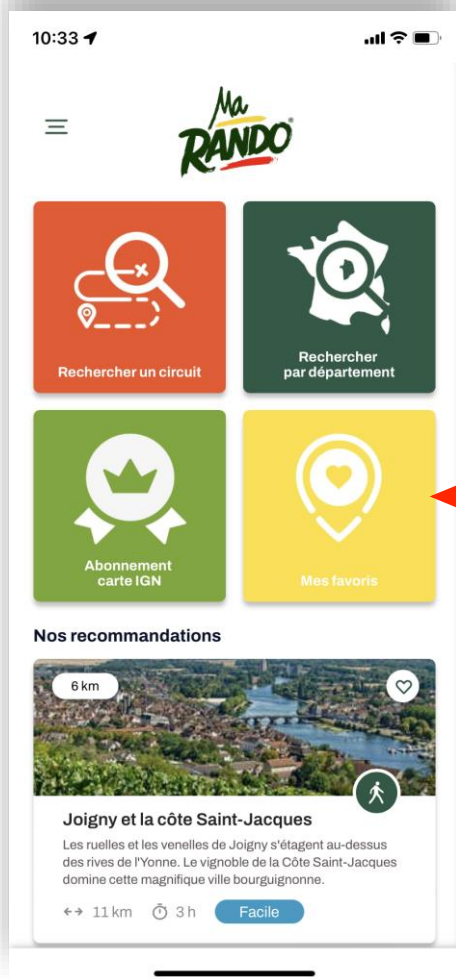 10:33
Ma
RANDO
Rechercher un circuit
Rechercher
par département
Abonnement
carte IGN
Mes favoris
Nos recommandations
6 km
Joigny et la côte Saint-Jacques
Les ruelles et les venelles de Joigny s'étagent au-dessus
des rives de l'Yonne. Le vignoble de la Côte Saint-Jacques
domine cette magnifique ville bourguignonne.
11 km 3 h Facile